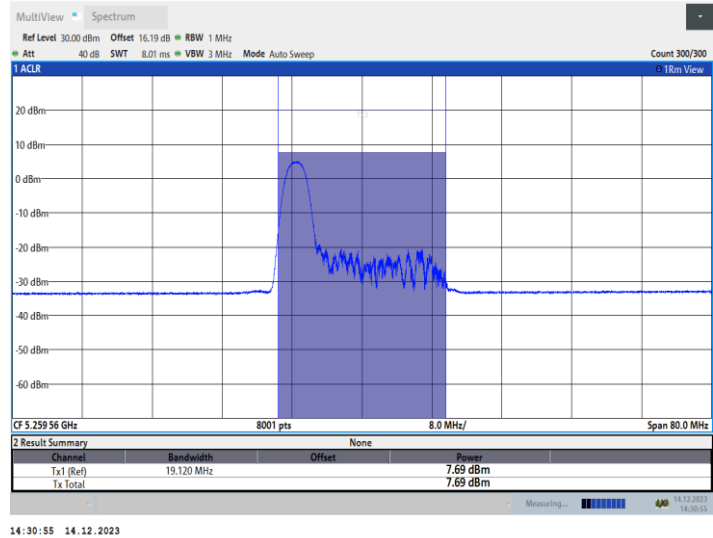 MultiView Spectrum
Ref Level 30.00 dBm Offset 16.19 dB RBW 1 MHz
Att 40 dB SWT 8.01 ms VBW 3 MHz Mode Auto Sweep Count 300/300
1 ACLR 1Rm View
20 dBm
10 dBm
0 dBm
-10 dBm
-20 dBm
-30 dBm
-40 dBm
-50 dBm
-60 dBm
CF 5.259 56 GHz 8001 pts 8.0 MHz/ Span 80.0 MHz
2 Result Summary None
Channel Bandwidth Offset Power
Tx1 (Ref) 19.120 MHz 7.69 dBm
Tx Total 7.69 dBm
Measuring... 14.12.2023
14:30:55
14:30:55 14.12.2023